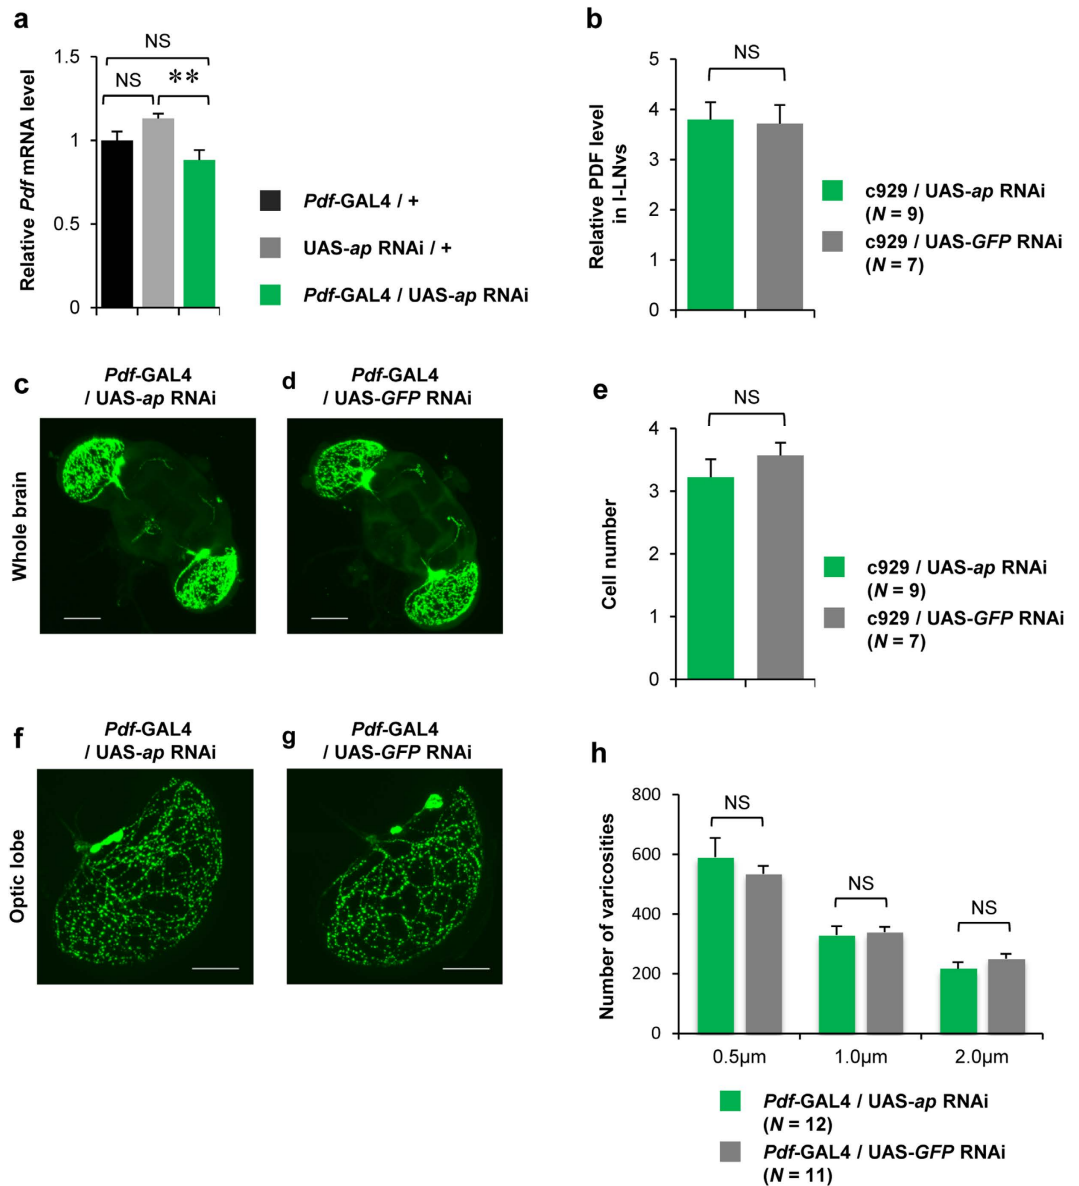 a
NS
NS
**
Relative Pdf mRNA level
1.5
1
0.5
0
Pdf-GAL4 / +
UAS-ap RNAi / +
Pdf-GAL4 / UAS-ap RNAi
b
NS
Relative PDF level
in l-LNvs
5
4
3
2
1
0
c929 / UAS-ap RNAi
(N = 9)
c929 / UAS-GFP RNAi
(N = 7)
c
Pdf-GAL4
/ UAS-ap RNAi
d
Pdf-GAL4
/ UAS-GFP RNAi
Whole brain
e
NS
Cell number
4
3
2
1
0
c929 / UAS-ap RNAi
(N = 9)
c929 / UAS-GFP RNAi
(N = 7)
f
Pdf-GAL4
/ UAS-ap RNAi
g
Pdf-GAL4
/ UAS-GFP RNAi
Optic lobe
h
Number of varicosities
800
600
400
200
0
NS
NS
NS
0.5μm
1.0μm
2.0μm
Pdf-GAL4 / UAS-ap RNAi
(N = 12)
Pdf-GAL4 / UAS-GFP RNAi
(N = 11)